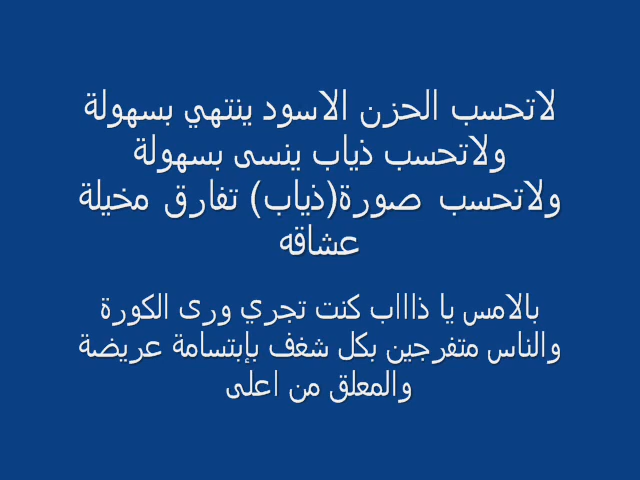 لاتحسب الحزن الاسود ينتهي بسهولة
ولاتحسب ذياب ينسى بسهولة
ولاتحسب صورة(ذياب) تفارق مخيلة
عشاقه
بالامس يا ذاااب كنت تجري ورى الكورة
والناس متفرجين بكل شغف بإبتسامة عريضة
والمعلق من اعلى